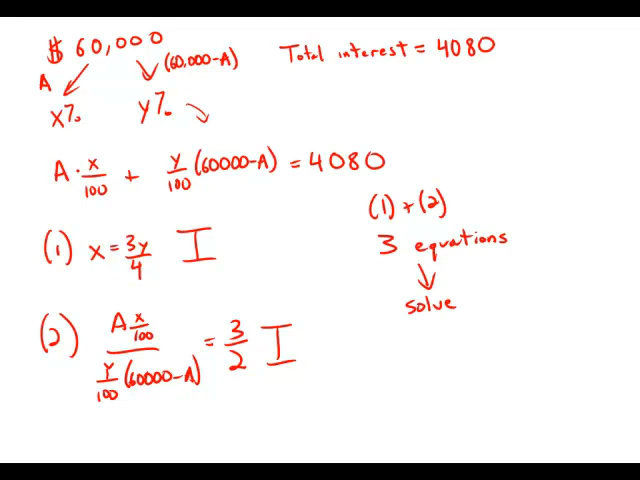 $ 60,000
Total interest = 4080
A
(60,000-A)
x%
y%
A · x/100 + y/100 (60000-A) = 4080
(1) x = 3y/4 I
(2) A x/100 / y/100 (60000-A) = 3/2 I
(1) + (2)
3 equations
solve